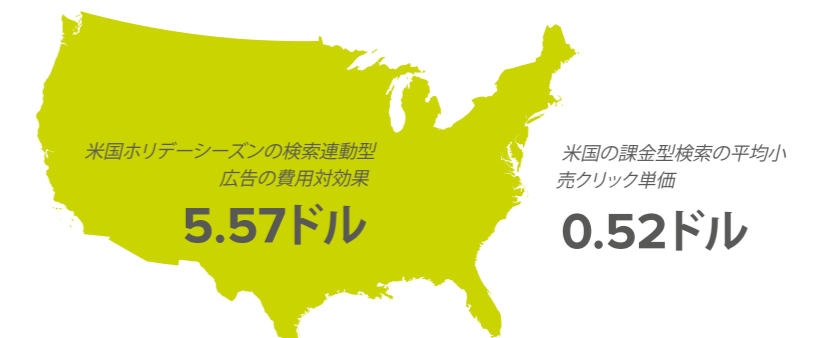 米国ホリデーシーズンの検索連動型
広告の費用対効果
5.57ドル
米国の課金型検索の平均小
売クリック単価
0.52ドル